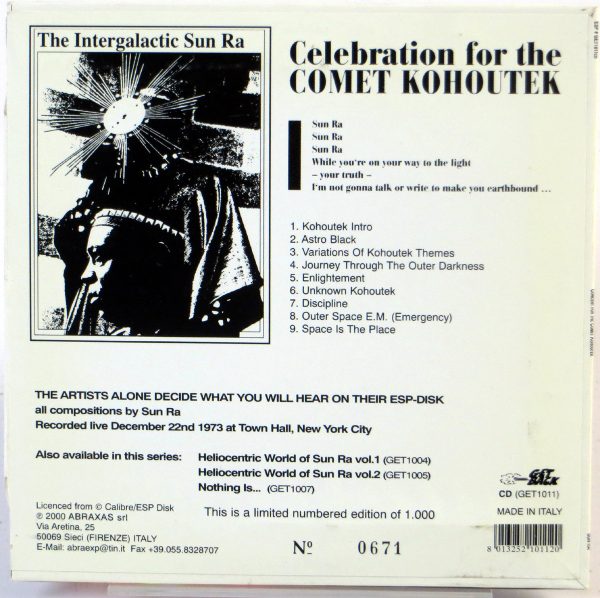 The Intergalactic Sun Ra
Celebration for the
COMET KOHOUTEK
Sun Ra
Sun Ra
Sun Ra
While you're on your way to the light
– your truth –
I'm not gonna talk or write to make you earthbound ...
1. Kohoutek Intro
2. Astro Black
3. Variations Of Kohoutek Themes
4. Journey Through The Outer Darkness
5. Enlightement
6. Unknown Kohoutek
7. Discipline
8. Outer Space E.M. (Emergency)
9. Space Is The Place
THE ARTISTS ALONE DECIDE WHAT YOU WILL HEAR ON THEIR ESP-DISK
all compositions by Sun Ra
Recorded live December 22nd 1973 at Town Hall, New York City
Also available in this series:
Heliocentric World of Sun Ra vol.1 (GET1004)
Heliocentric World of Sun Ra vol.2 (GET1005)
Nothing Is... (GET1007)
Licenced from © Calibre/ESP Disk
℗ 2000 ABRAXAS srl
Via Aretina, 25
50069 Sieci (FIRENZE) ITALY
E-Mail: abraexp@tin.it Fax +39.055.8328707
This is a limited numbered edition of 1.000
Nº 0671
GET BACK
CD (GET1011)
MADE IN ITALY
8 013252 101120